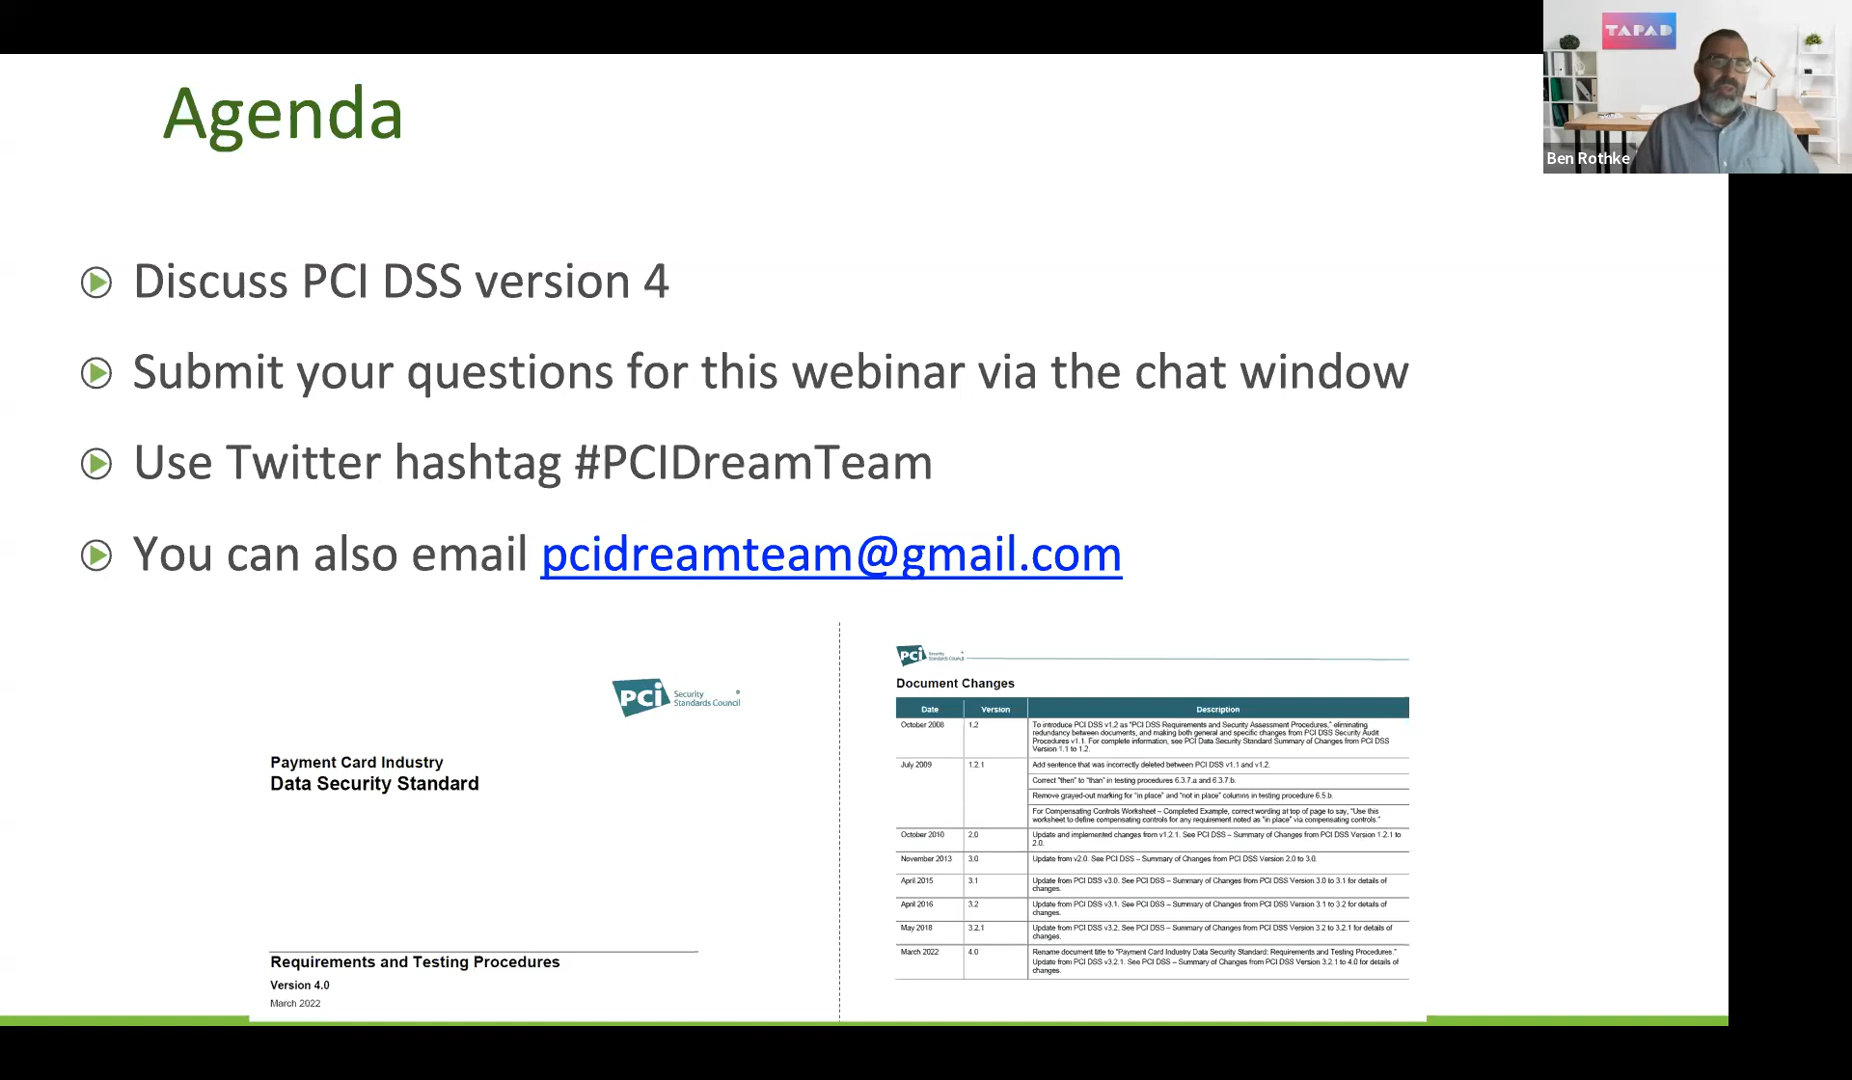 TAPAD
Ben Rothke
Agenda
Discuss PCI DSS version 4
Submit your questions for this webinar via the chat window
Use Twitter hashtag #PCIDreamTeam
You can also email pcidreamteam@gmail.com
PCI Security
Standards Council
Payment Card Industry
Data Security Standard
Requirements and Testing Procedures
Version 4.0
March 2022
PCI Security
Standards Council
Document Changes
Date Version Description
October 2008 1.2 To introduce PCI DSS v1.2 as "PCI DSS Requirements and Security Assessment Procedures," eliminating
redundancy between documents, and making both general and specific changes from PCI DSS Security Audit
Procedures v1.1. For complete information, see PCI Data Security Standard Summary of Changes from PCI DSS
Version 1.1 to 1.2.
July 2009 1.2.1 Add sentence that was incorrectly deleted between PCI DSS v1.1 and v1.2.
Correct "then" to "than" in testing procedures 6.3.7.a and 6.3.7.b.
Remove grayed-out marking for "in place" and "not in place" columns in testing procedure 6.5.b.
For Compensating Controls Worksheet – Completed Example, correct wording at top of page to say, "Use this
worksheet to define compensating controls for any requirement noted as "in place" via compensating controls."
October 2010 2.0 Update and implemented changes from v1.2.1. See PCI DSS – Summary of Changes from PCI DSS Version 1.2.1 to
2.0.
November 2013 3.0 Update from v2.0. See PCI DSS – Summary of Changes from PCI DSS Version 2.0 to 3.0.
April 2015 3.1 Update from PCI DSS v3.0. See PCI DSS – Summary of Changes from PCI DSS Version 3.0 to 3.1 for details of
changes.
April 2016 3.2 Update from PCI DSS v3.1. See PCI DSS – Summary of Changes from PCI DSS Version 3.1 to 3.2 for details of
changes.
May 2018 3.2.1 Update from PCI DSS v3.2. See PCI DSS – Summary of Changes from PCI DSS Version 3.2 to 3.2.1 for details of
changes.
March 2022 4.0 Rename document title to "Payment Card Industry Data Security Standard: Requirements and Testing Procedures."
Update from PCI DSS v3.2.1. See PCI DSS – Summary of Changes from PCI DSS Version 3.2.1 to 4.0 for details of
changes.